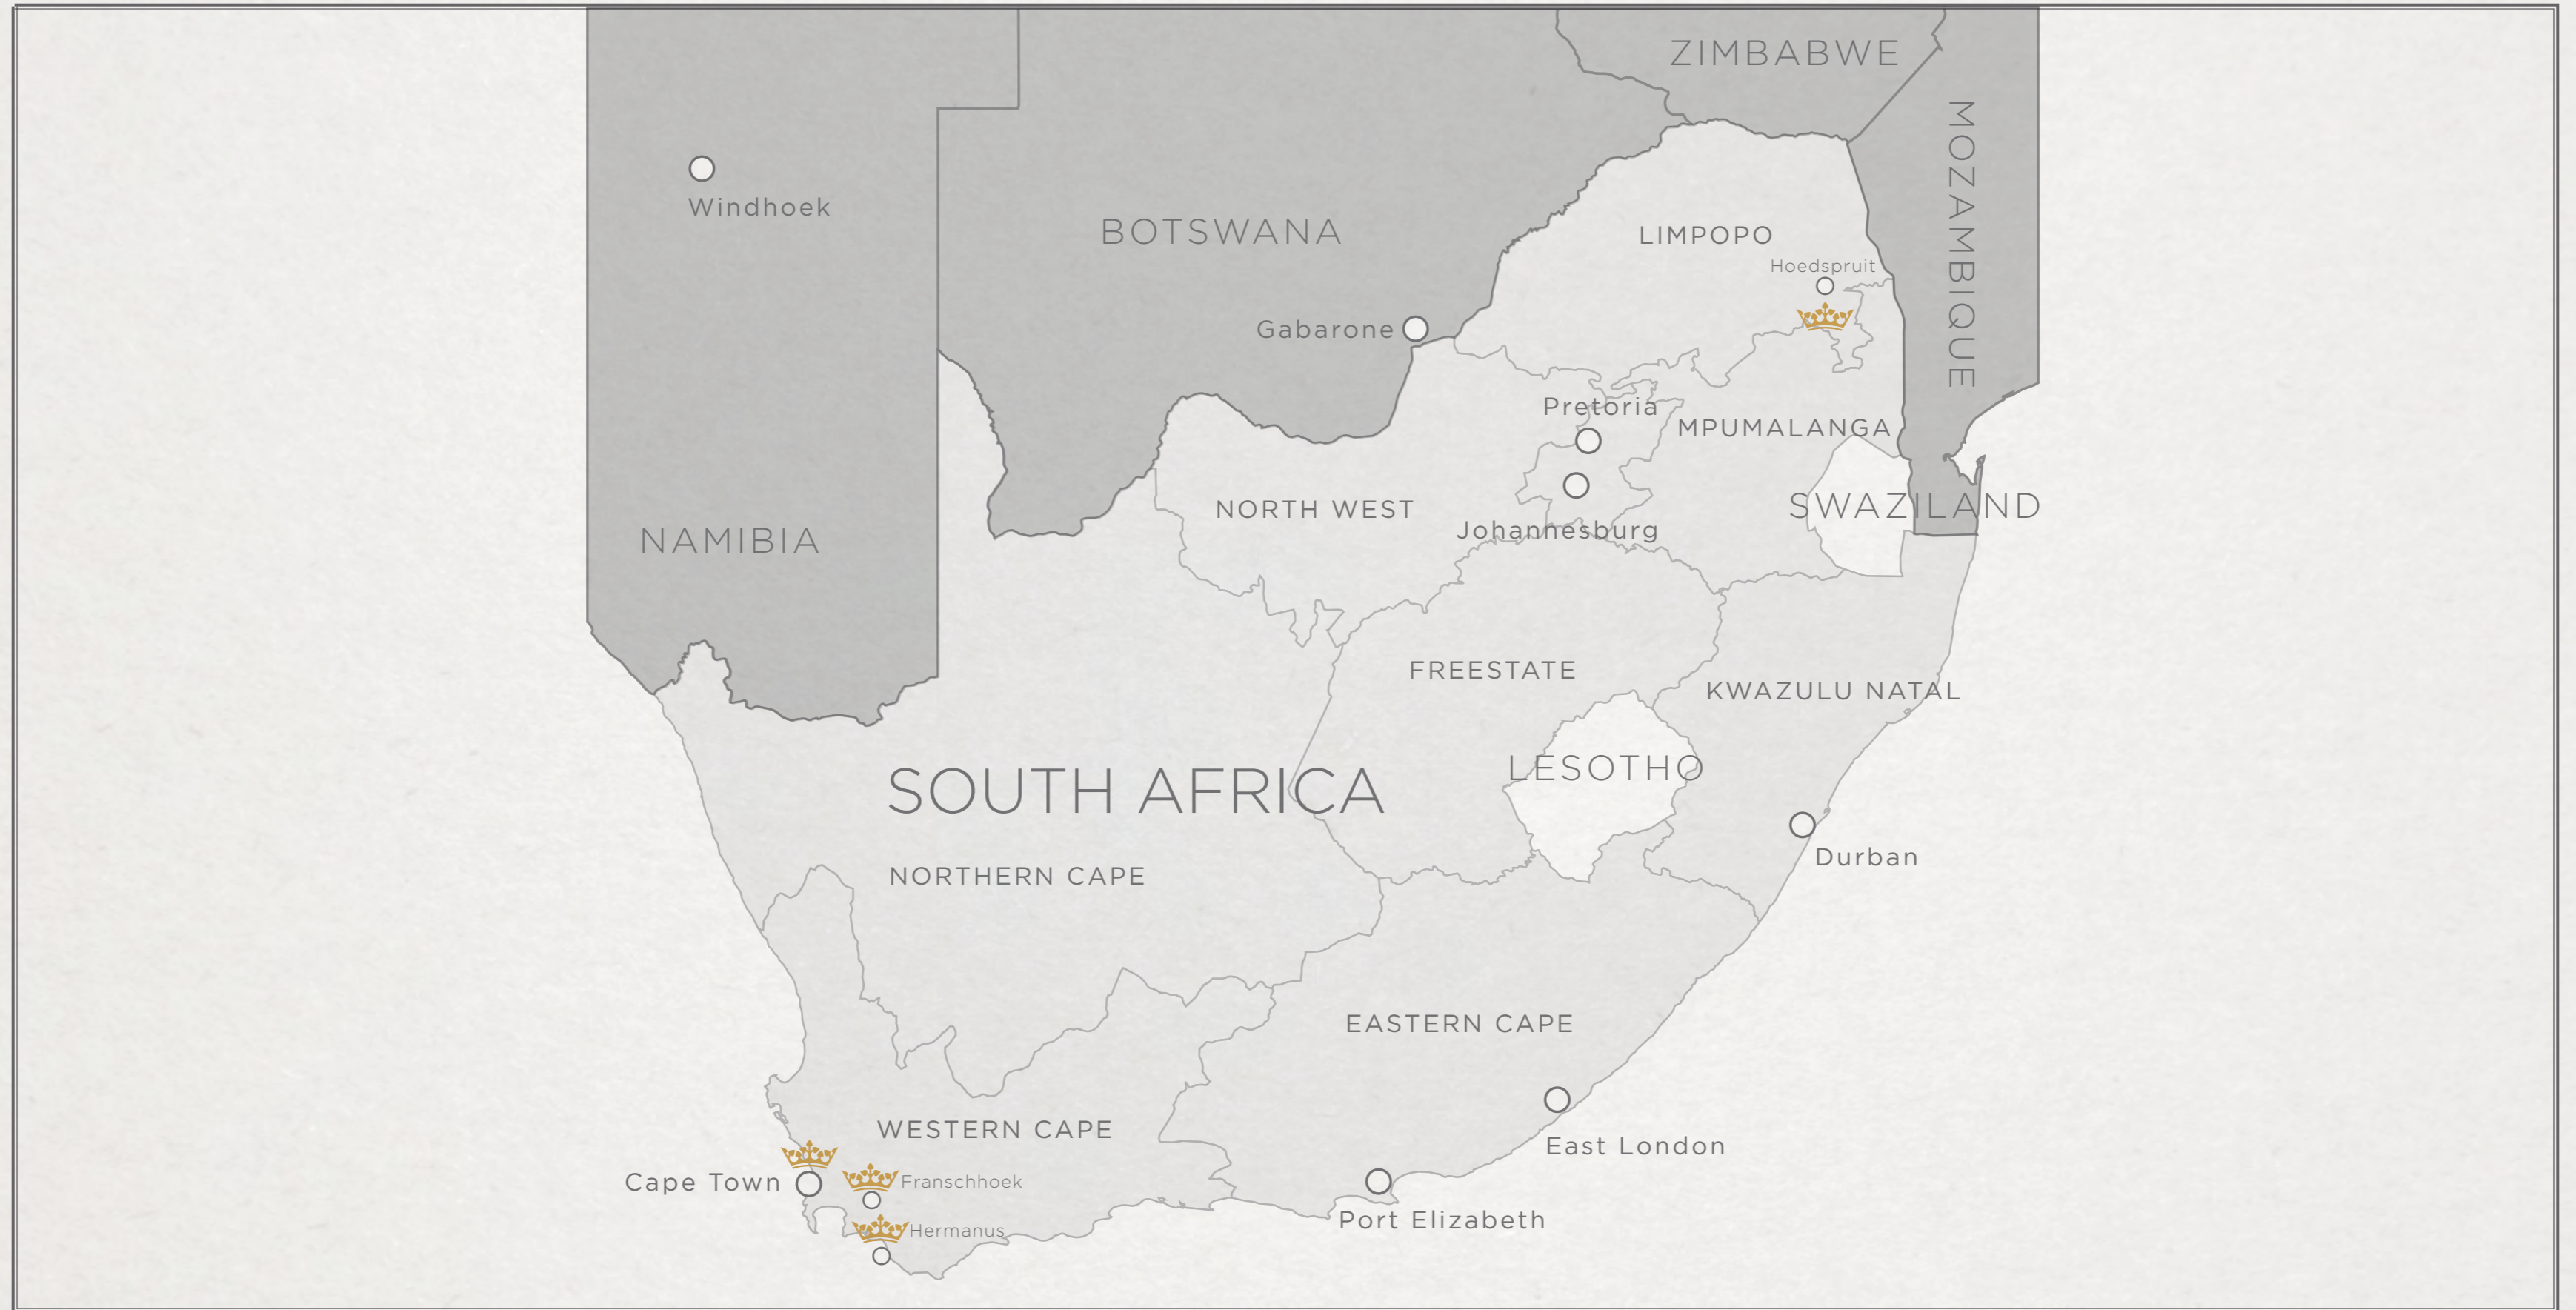 ZIMBABWE
MOZAMBIQUE
Windhoek
BOTSWANA
LIMPOPO
Hoedspruit
Gabarone
Pretoria
MPUMALANGA
NORTH WEST
SWAZILAND
Johannesburg
NAMIBIA
FREESTATE
KWAZULU NATAL
LESOTHO
SOUTH AFRICA
Durban
NORTHERN CAPE
EASTERN CAPE
WESTERN CAPE
East London
Cape Town
Franschhoek
Port Elizabeth
Hermanus